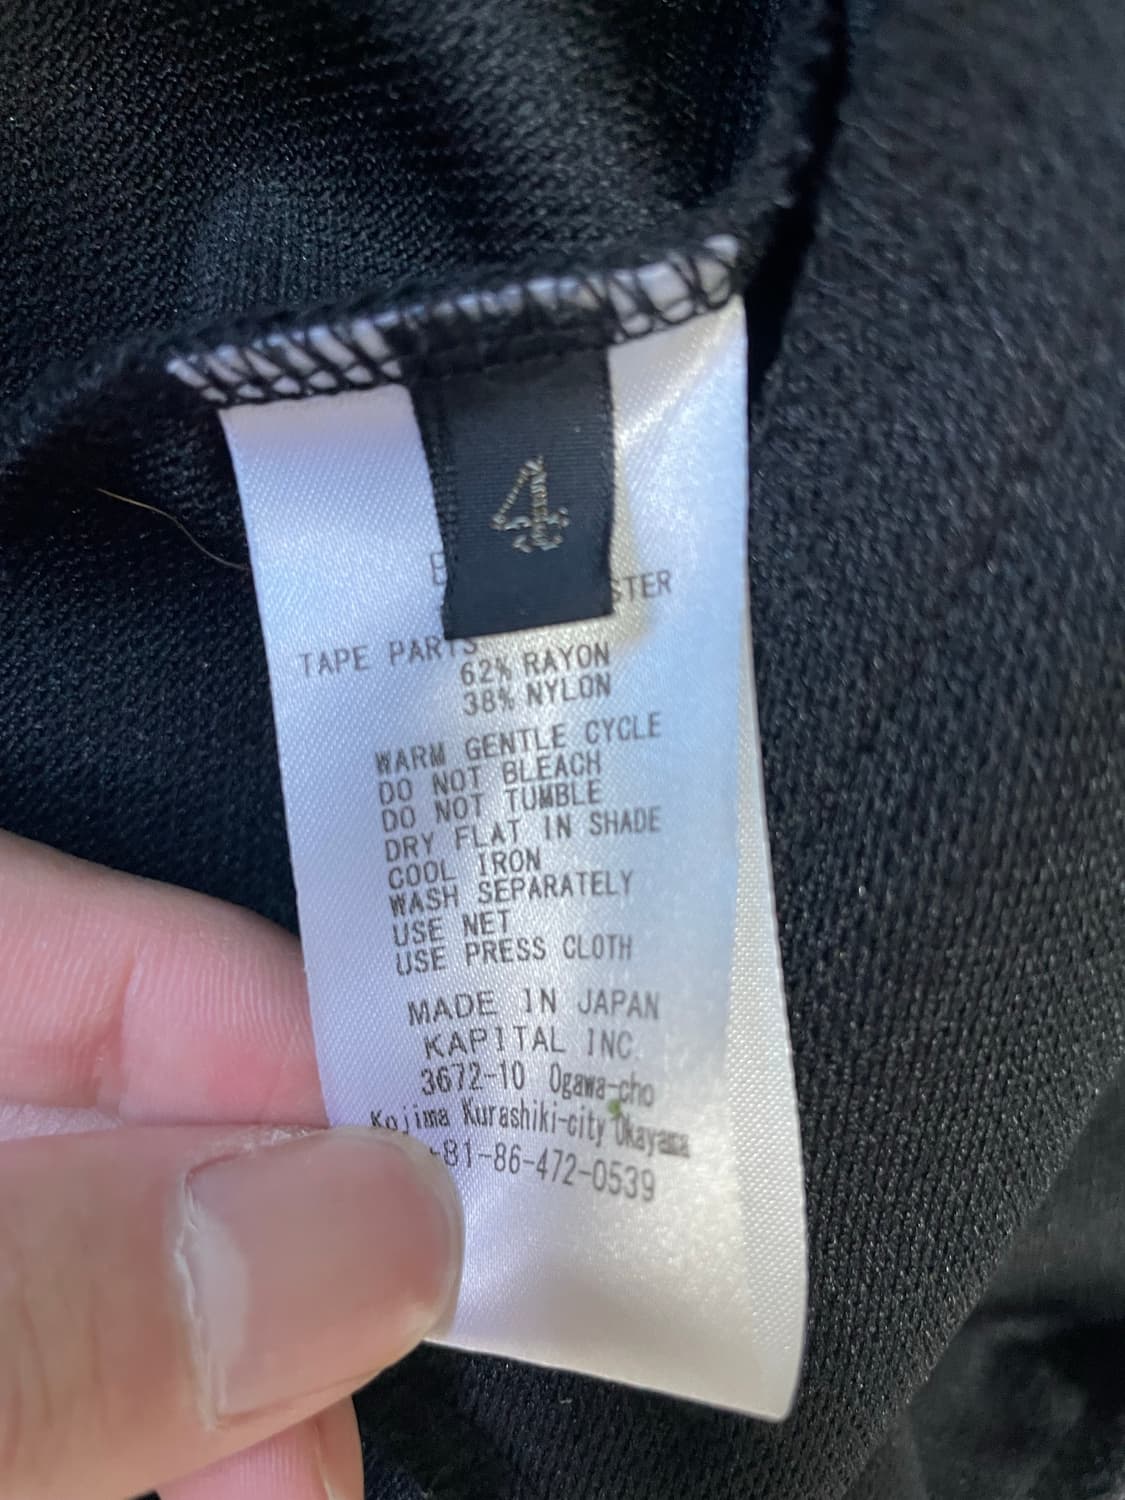 4
TAPE PARTS
62% RAYON
38% NYLON
WARM GENTLE CYCLE
DO NOT BLEACH
DO NOT TUMBLE
DRY FLAT IN SHADE
COOL IRON
WASH SEPARATELY
USE NET
USE PRESS CLOTH
MADE IN JAPAN
KAPITAL INC.
3672-10 Ogawa-cho
Kojima Kurashiki-city Okayama
-81-86-472-0539